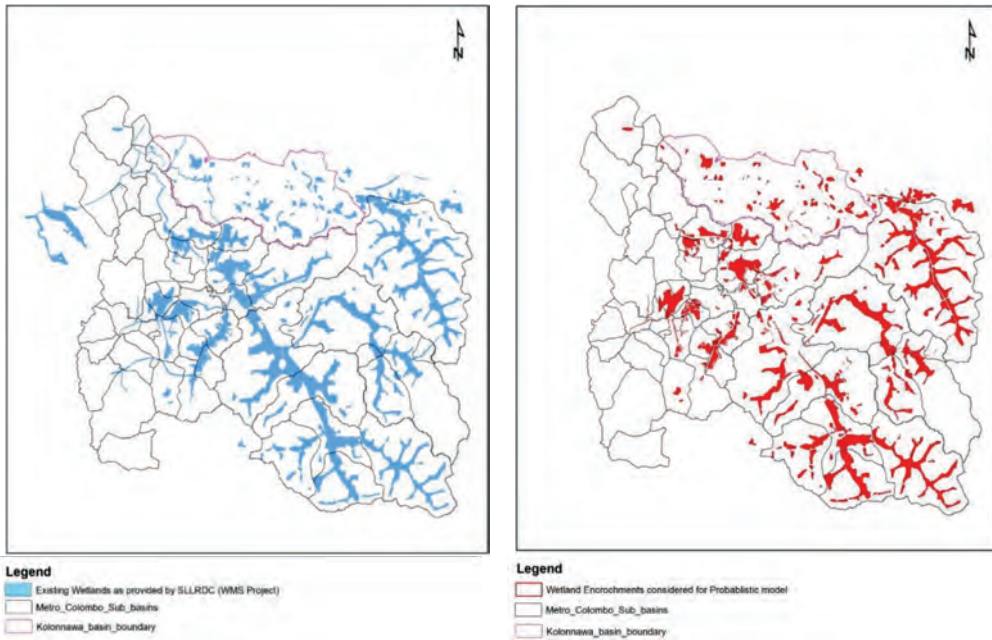 N
Legend
Existing Wetlands as provided by SLLRDC (WMS Project)
Metro_Colombo_Sub_basins
Kolonnawa_basin_boundary
N
Legend
Wetland Encrochments considered for Probablistic model
Metro_Colombo_Sub_basins
Kolonnawa_basin_boundary